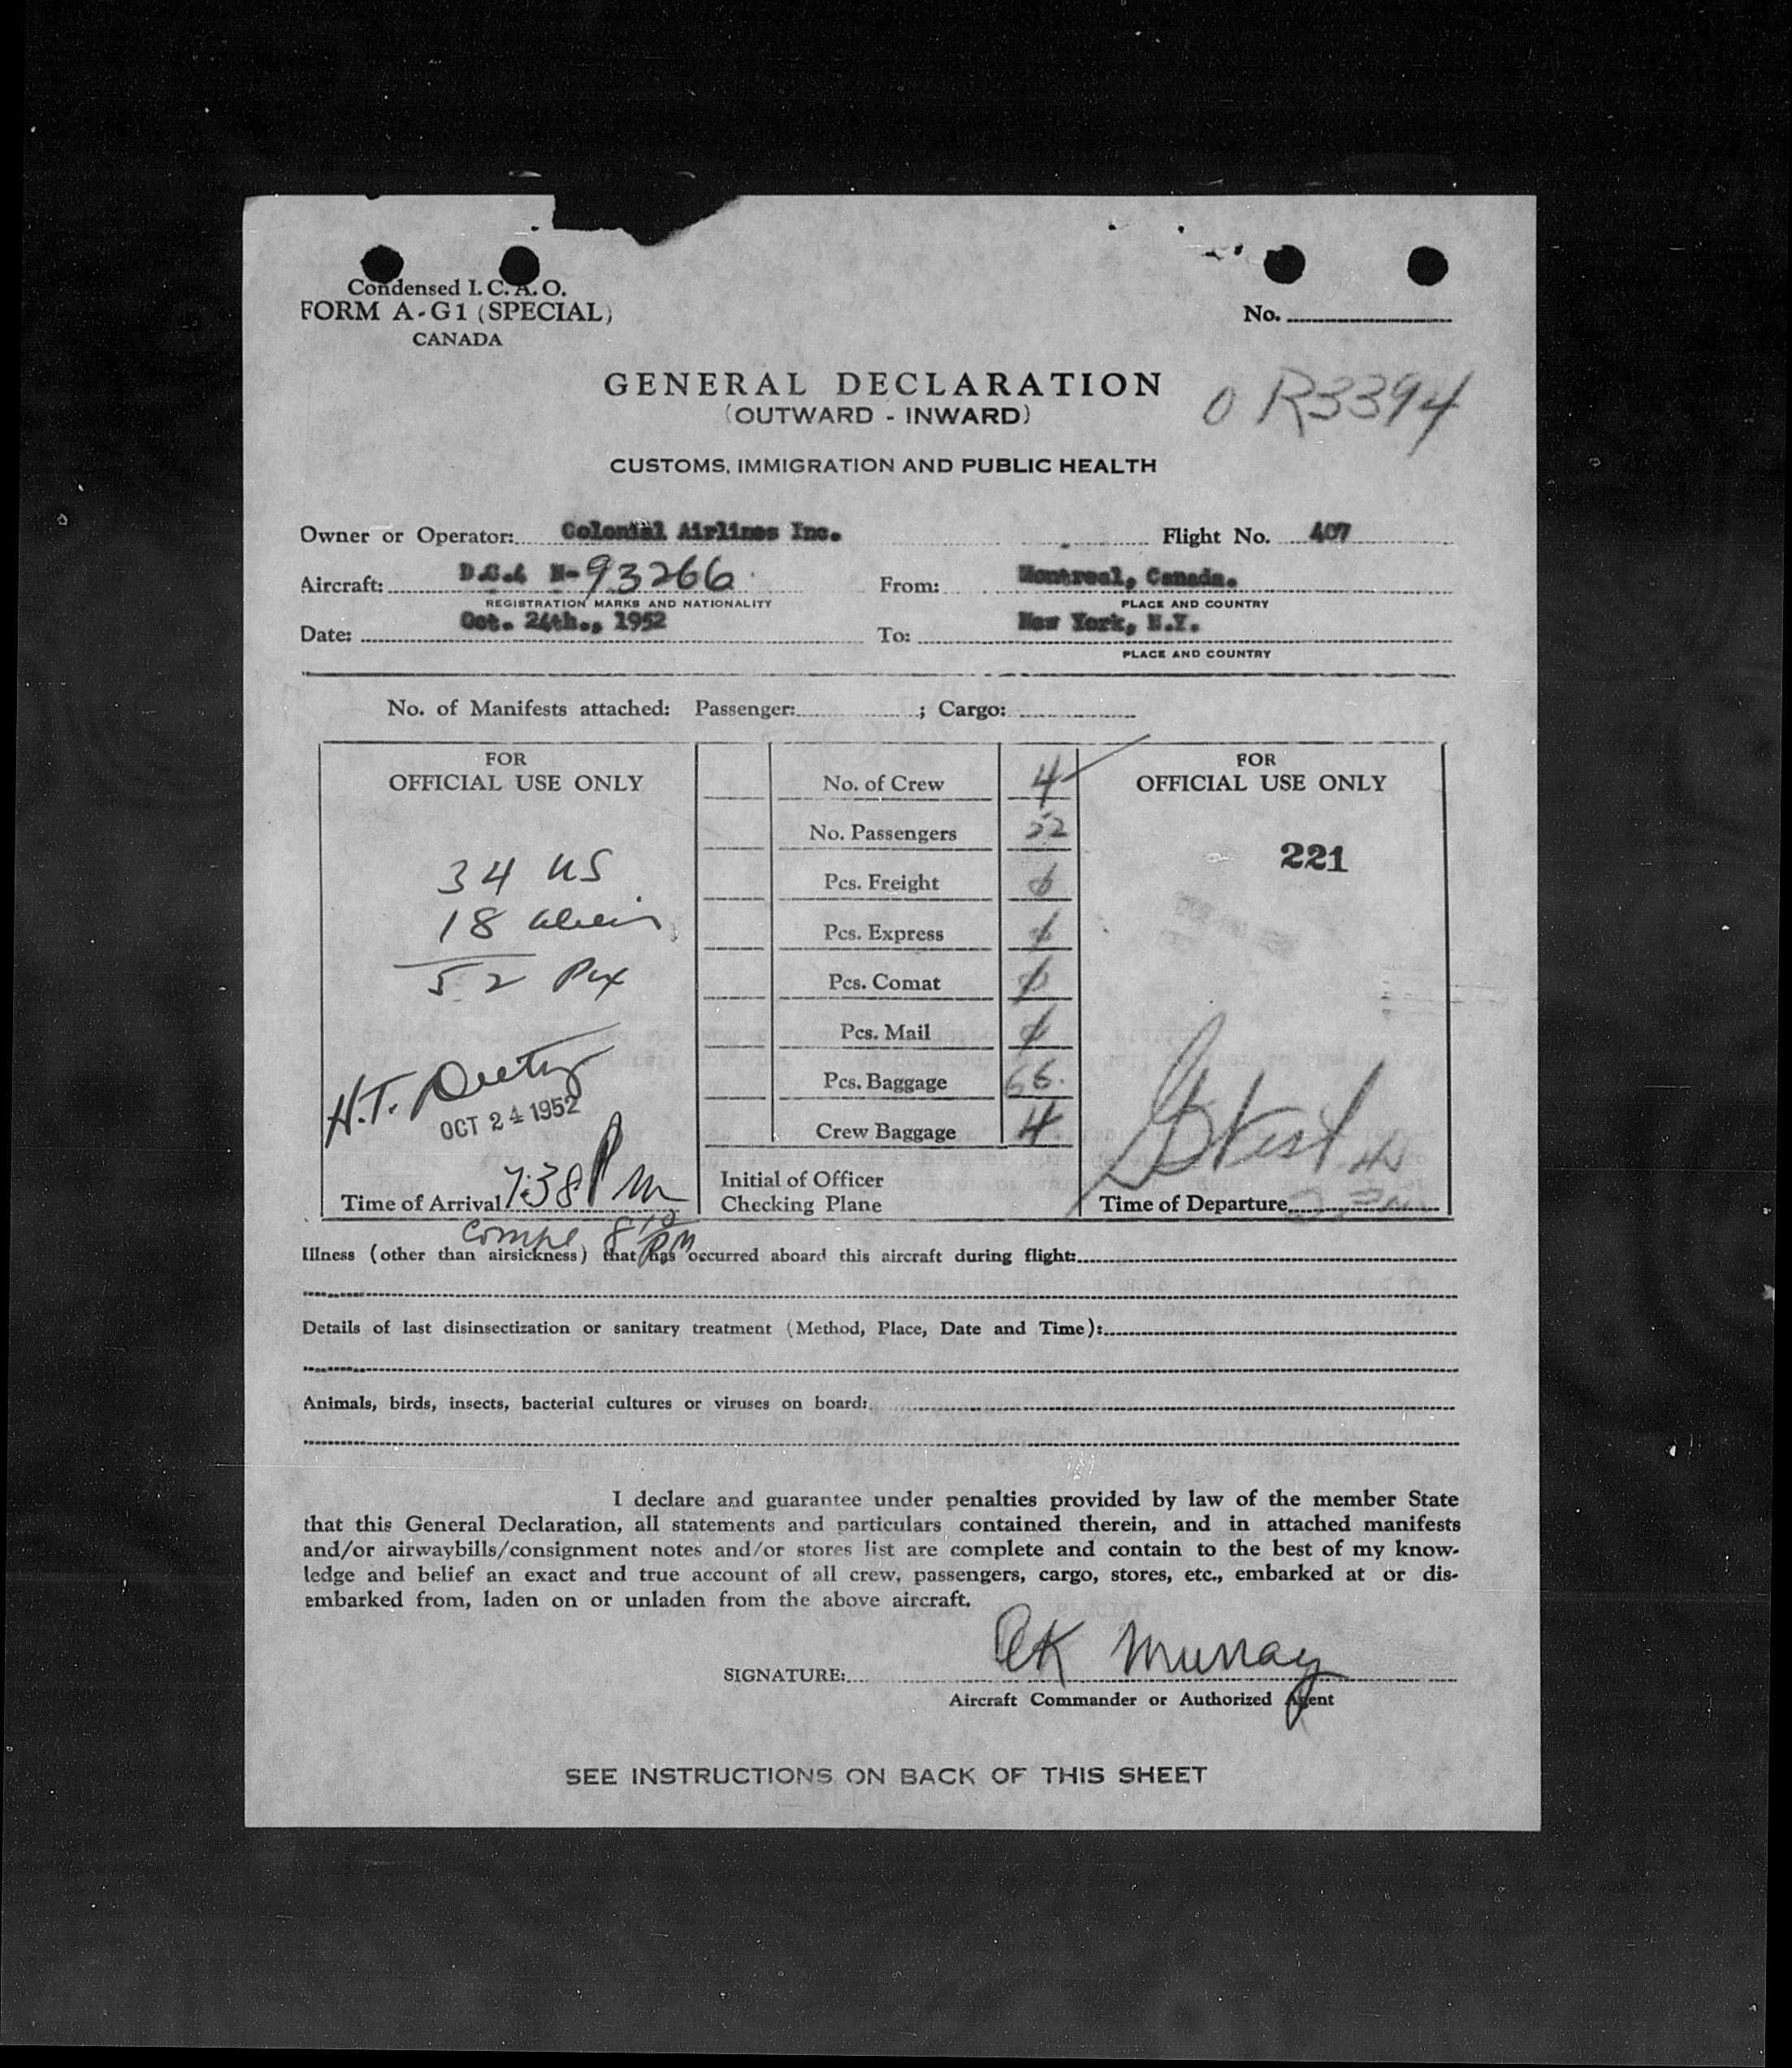 Condensed I.C.A.O.
FORM A-G1 (SPECIAL)
CANADA
No.
GENERAL DECLARATION
(OUTWARD - INWARD)
O R3394
CUSTOMS, IMMIGRATION AND PUBLIC HEALTH
Owner or Operator: Colonial Airlines Inc. Flight No. 407
Aircraft: D.C.4 N-93266 From: Montreal, Canada.
REGISTRATION MARKS AND NATIONALITY PLACE AND COUNTRY
Date: Oct. 24th., 1952 To: New York, N.Y.
PLACE AND COUNTRY
No. of Manifests attached: Passenger: ; Cargo:
FOR
OFFICIAL USE ONLY
34 US
18 alien
52 Pax
H.T.
OCT 24 1952
Time of Arrival 7:38 PM
Compl 8:10 PM
No. of Crew 4
No. Passengers 52
Pcs. Freight
Pcs. Express
Pcs. Comat
Pcs. Mail
Pcs. Baggage 66
Crew Baggage 4
Initial of Officer
Checking Plane
FOR
OFFICIAL USE ONLY
221
Time of Departure
Illness (other than airsickness) that has occurred aboard this aircraft during flight:
Details of last disinsectization or sanitary treatment (Method, Place, Date and Time):
Animals, birds, insects, bacterial cultures or viruses on board:
I declare and guarantee under penalties provided by law of the member State
that this General Declaration, all statements and particulars contained therein, and in attached manifests
and/or airwaybills/consignment notes and/or stores list are complete and contain to the best of my know-
ledge and belief an exact and true account of all crew, passengers, cargo, stores, etc., embarked at or dis-
embarked from, laden on or unladen from the above aircraft.
SIGNATURE: RK Murray
Aircraft Commander or Authorized Agent
SEE INSTRUCTIONS ON BACK OF THIS SHEET